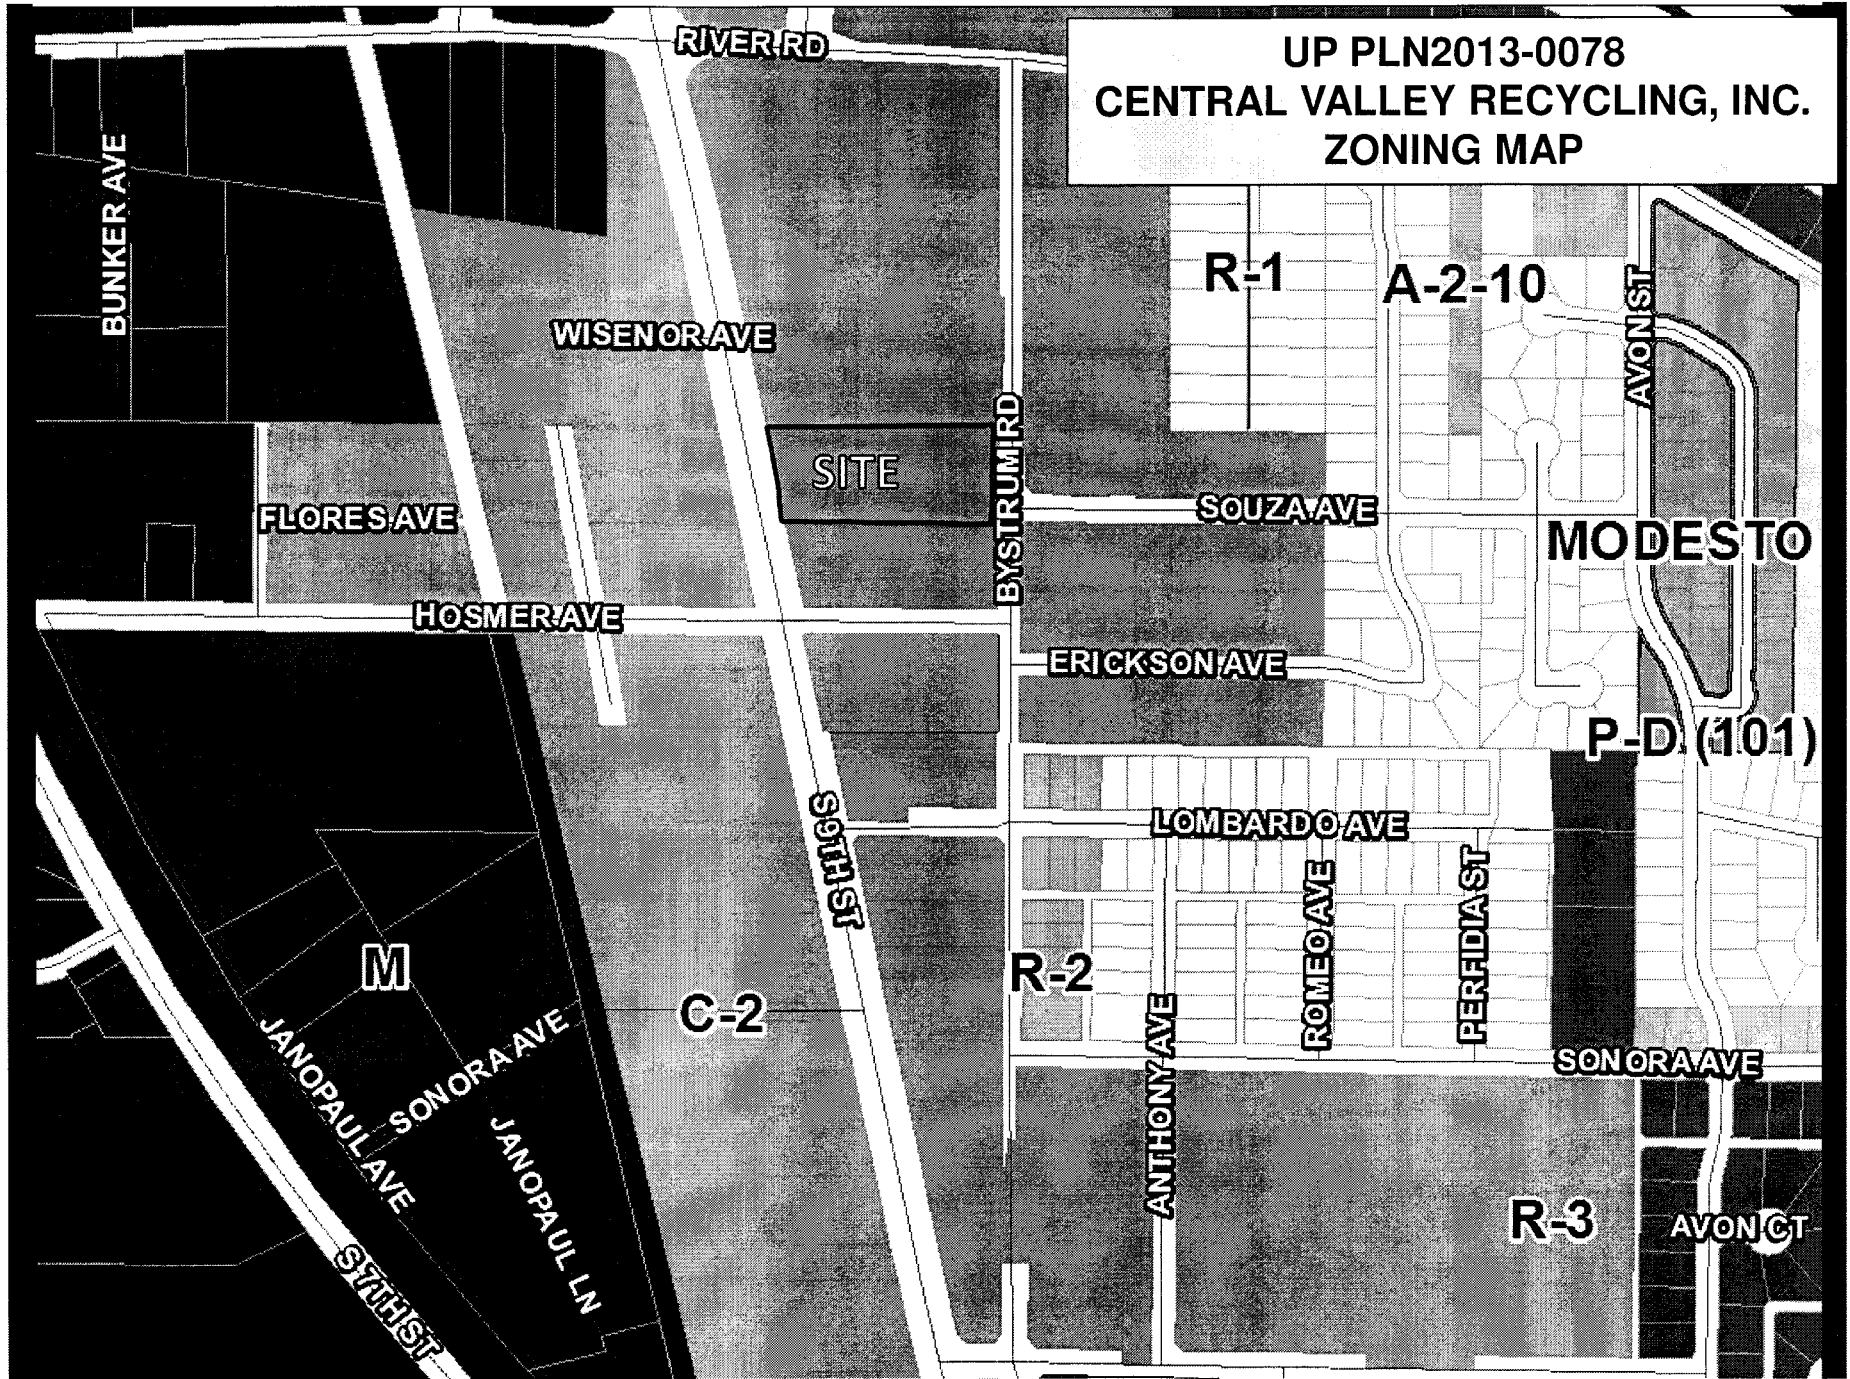 UP PLN2013-0078
CENTRAL VALLEY RECYCLING, INC.
ZONING MAP
RIVER RD
BUNKER AVE
R-1
A-2-10
AVON ST
WISENOR AVE
BYSTRUM RD
SITE
FLORES AVE
SOUZA AVE
MODESTO
HOSMER AVE
ERICKSON AVE
P-D (101)
S 9TH ST
LOMBARDO AVE
ROMEO AVE
PERFIDIA ST
M
R-2
C-2
ANTHONY AVE
SONORA AVE
JANOPAUL AVE
SONORA AVE
JANOPAUL LN
R-3
AVON CT
S 7TH ST